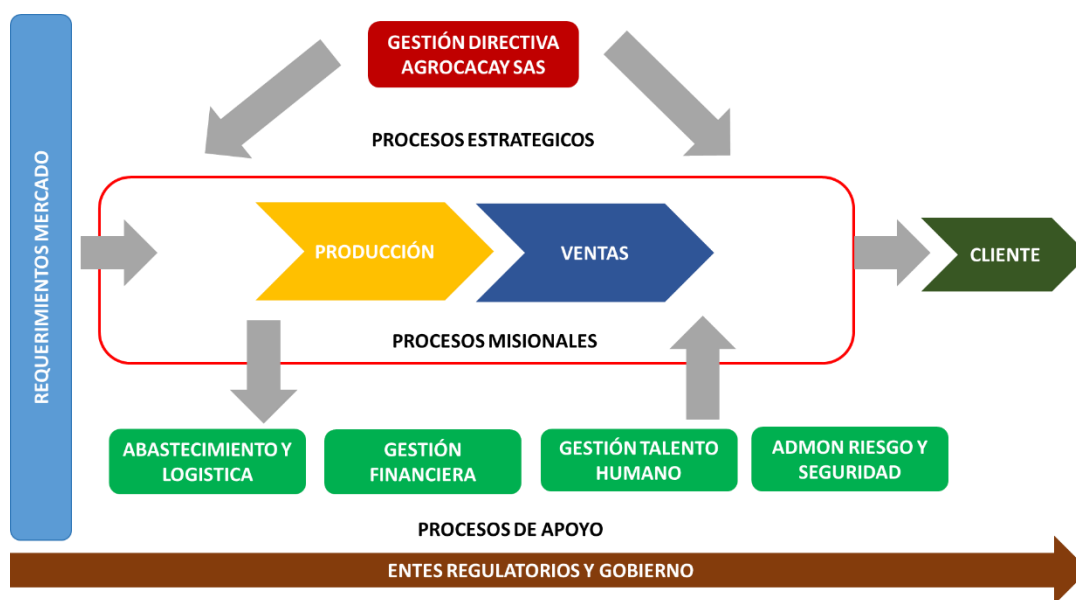 GESTIÓN DIRECTIVA
AGROCACAY SAS
PROCESOS ESTRATEGICOS
REQUERIMIENTOS MERCADO
PRODUCCIÓN
VENTAS
CLIENTE
PROCESOS MISIONALES
ABASTECIMIENTO Y
LOGISTICA
GESTIÓN
FINANCIERA
GESTIÓN TALENTO
HUMANO
ADMON RIESGO Y
SEGURIDAD
PROCESOS DE APOYO
ENTES REGULATORIOS Y GOBIERNO